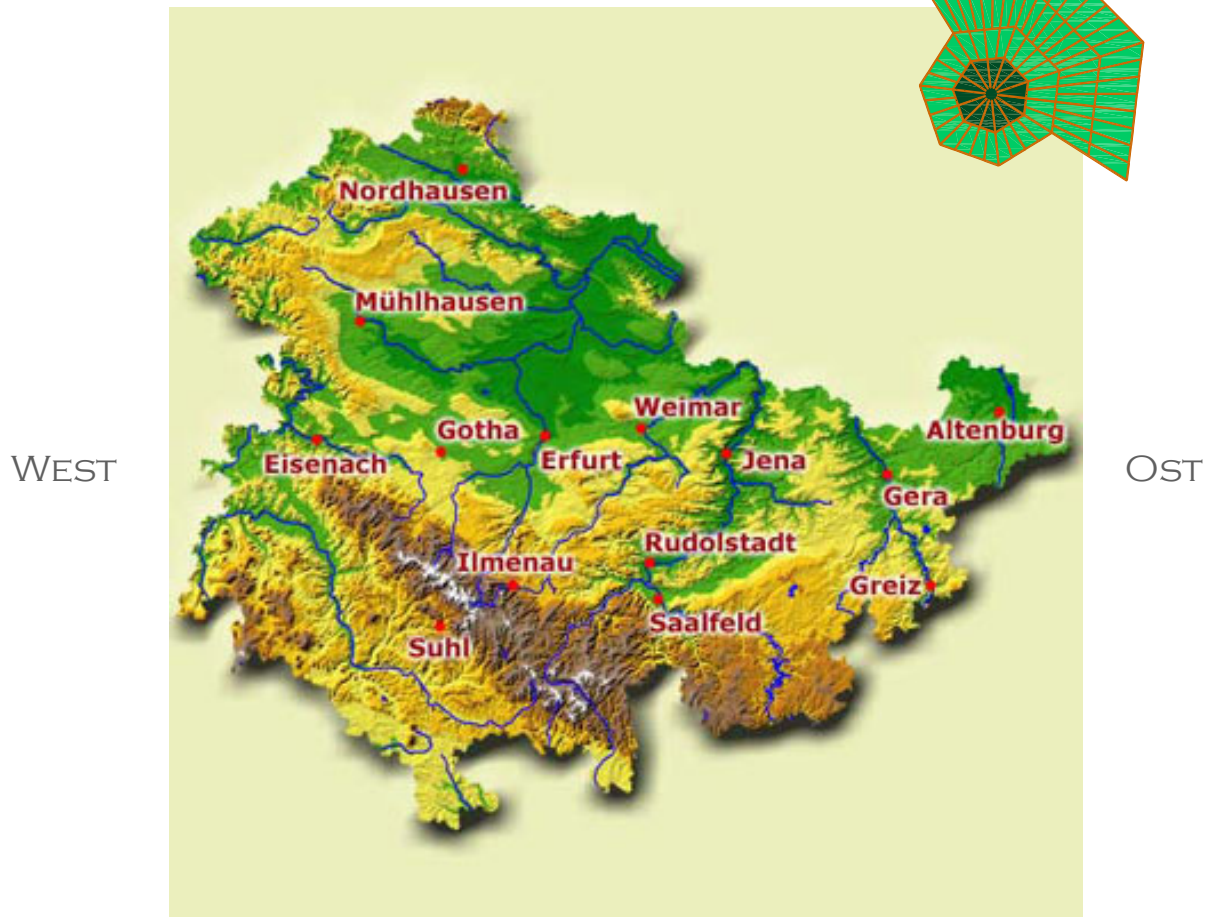 Nordhausen
Mühlhausen
Weimar
Gotha
Altenburg
Eisenach
Erfurt
Jena
WEST
OST
Gera
Rudolstadt
Ilmenau
Greiz
Saalfeld
Suhl